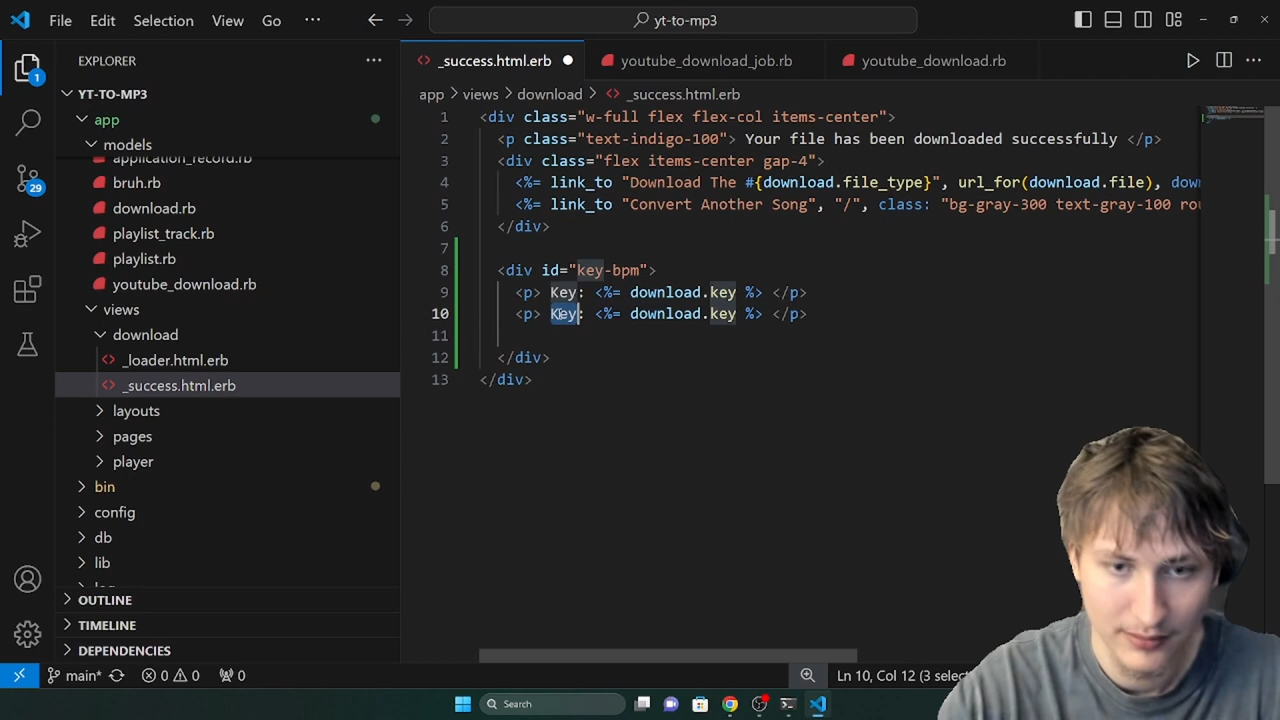 File Edit Selection View Go ··· yt-to-mp3
EXPLORER ···
YT-TO-MP3
app
models
application_record.rb
bruh.rb
download.rb
playlist_track.rb
playlist.rb
youtube_download.rb
views
download
_loader.html.erb
_success.html.erb
layouts
pages
player
bin
config
db
lib
OUTLINE
TIMELINE
DEPENDENCIES
1
29
_success.html.erb youtube_download_job.rb youtube_download.rb
app > views > download > _success.html.erb
1 <div class="w-full flex flex-col items-center">
2 <p class="text-indigo-100"> Your file has been downloaded successfully </p>
3 <div class="flex items-center gap-4">
4 <%= link_to "Download The #{download.file_type}", url_for(download.file), dow
5 <%= link_to "Convert Another Song", "/", class: "bg-gray-300 text-gray-100 rou
6 </div>
7
8 <div id="key-bpm">
9 <p> Key: <%= download.key %> </p>
10 <p> Key: <%= download.key %> </p>
11
12 </div>
13 </div>
main* 0 0 0 Ln 10, Col 12 (3 selec
Search